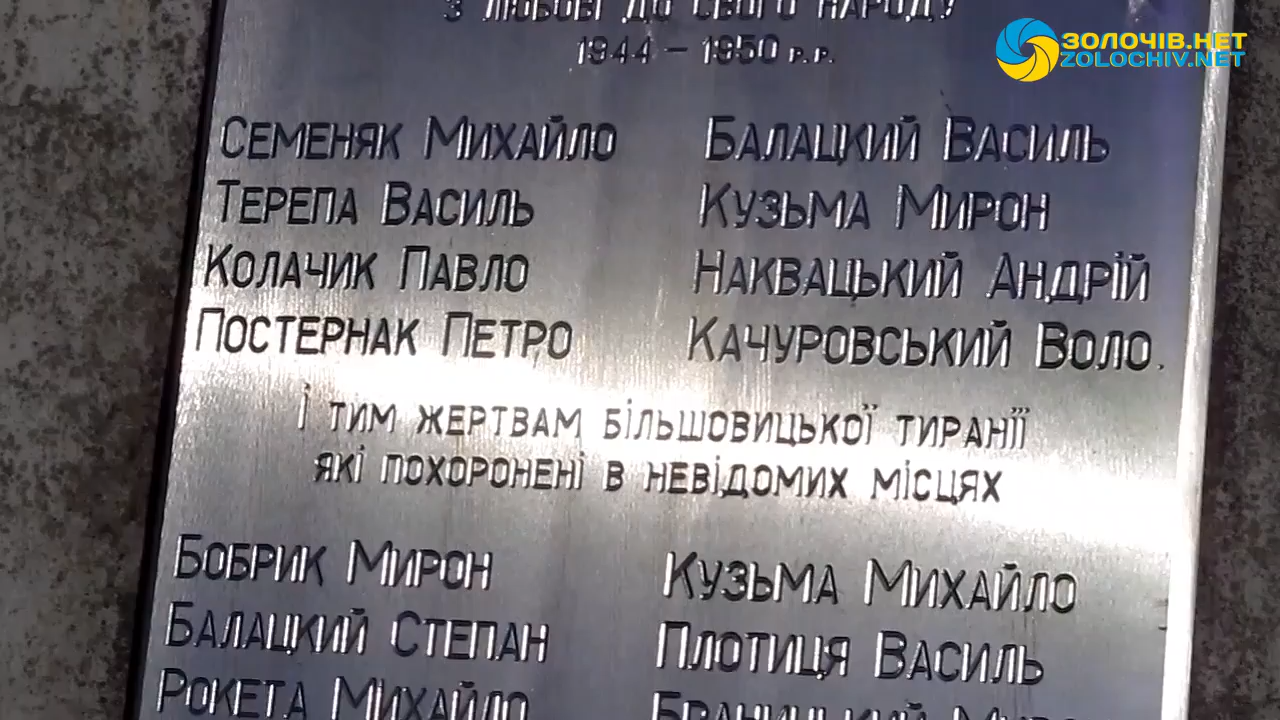 З ЛЮБОВІ ДО СВОГО НАРОДУ
1944 – 1950 р.р.
ЗОЛОЧІВ.НЕТ
ZOLOCHIV.NET
СЕМЕНЯК МИХАЙЛО БАЛАЦКИЙ ВАСИЛЬ
ТЕРЕПА ВАСИЛЬ КУЗЬМА МИРОН
КОЛАЧИК ПАВЛО НАКВАЦЬКИЙ АНДРІЙ
ПОСТЕРНАК ПЕТРО КАЧУРОВСЬКИЙ ВОЛО.
І ТИМ ЖЕРТВАМ БІЛЬШОВИЦЬКОЇ ТИРАНІЇ
ЯКІ ПОХОРОНЕНІ В НЕВІДОМИХ МІСЦЯХ
БОБРИК МИРОН КУЗЬМА МИХАЙЛО
БАЛАЦКИЙ СТЕПАН ПЛОТИЦЯ ВАСИЛЬ
РОКЕТА МИХАЙЛО БРАНИЦЬКИЙ